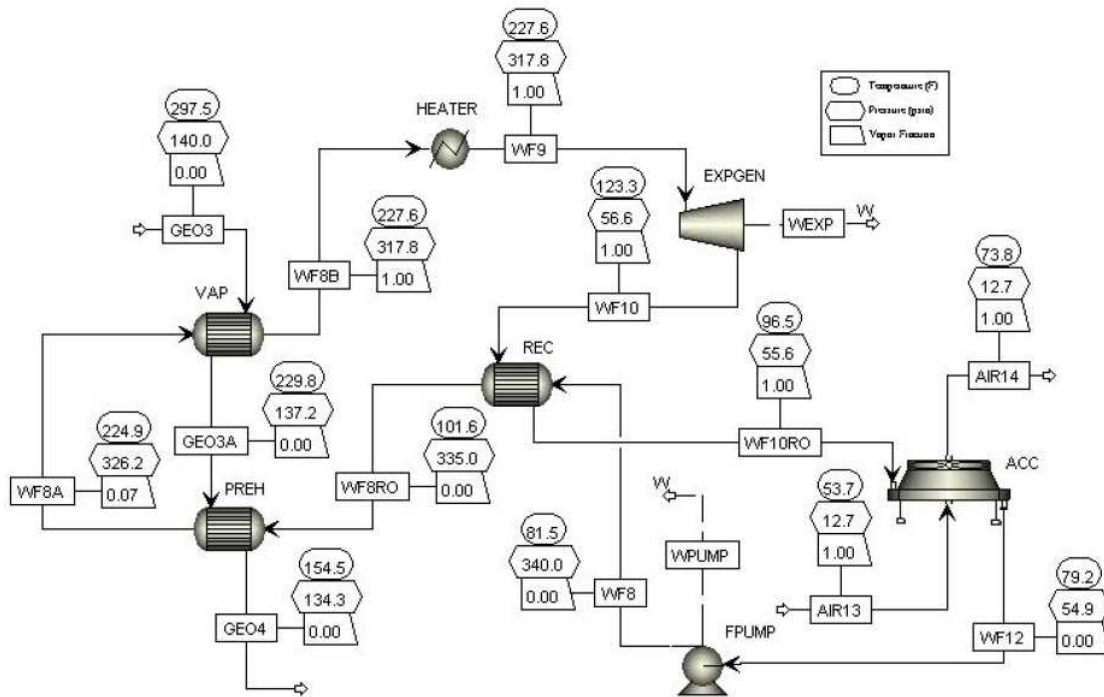 227.6
317.8
1.00
WF9
HEATER
297.5
140.0
0.00
GEO3
Temperature (F)
Pressure (psia)
Vapor Fraction
EXPGEN
WEXP
W
123.3
56.6
1.00
WF10
227.6
317.8
1.00
WF8B
VAP
73.8
12.7
1.00
AIR14
REC
96.5
55.6
1.00
WF10RO
229.8
137.2
0.00
GEO3A
224.9
326.2
0.07
WF8A
PREH
101.6
335.0
0.00
WF8RO
ACC
53.7
12.7
1.00
AIR13
W
WPUMP
81.5
340.0
0.00
WF8
154.5
134.3
0.00
GEO4
FPUMP
79.2
54.9
0.00
WF12